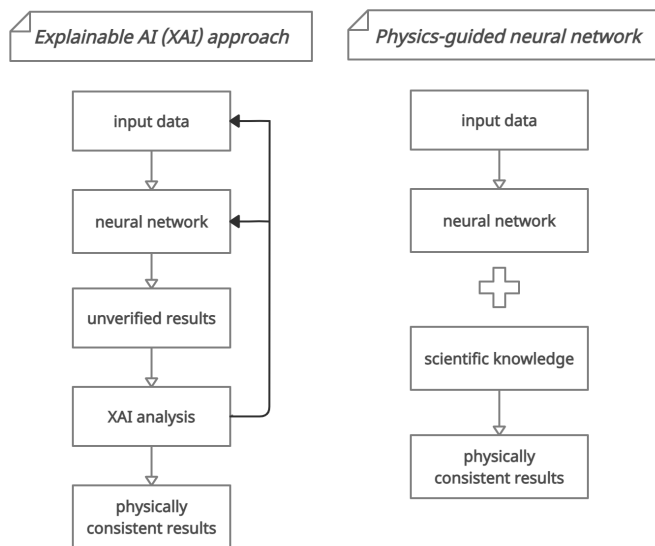 Explainable AI (XAI) approach
input data
neural network
unverified results
XAI analysis
physically
consistent results
Physics-guided neural network
input data
neural network
scientific knowledge
physically
consistent results